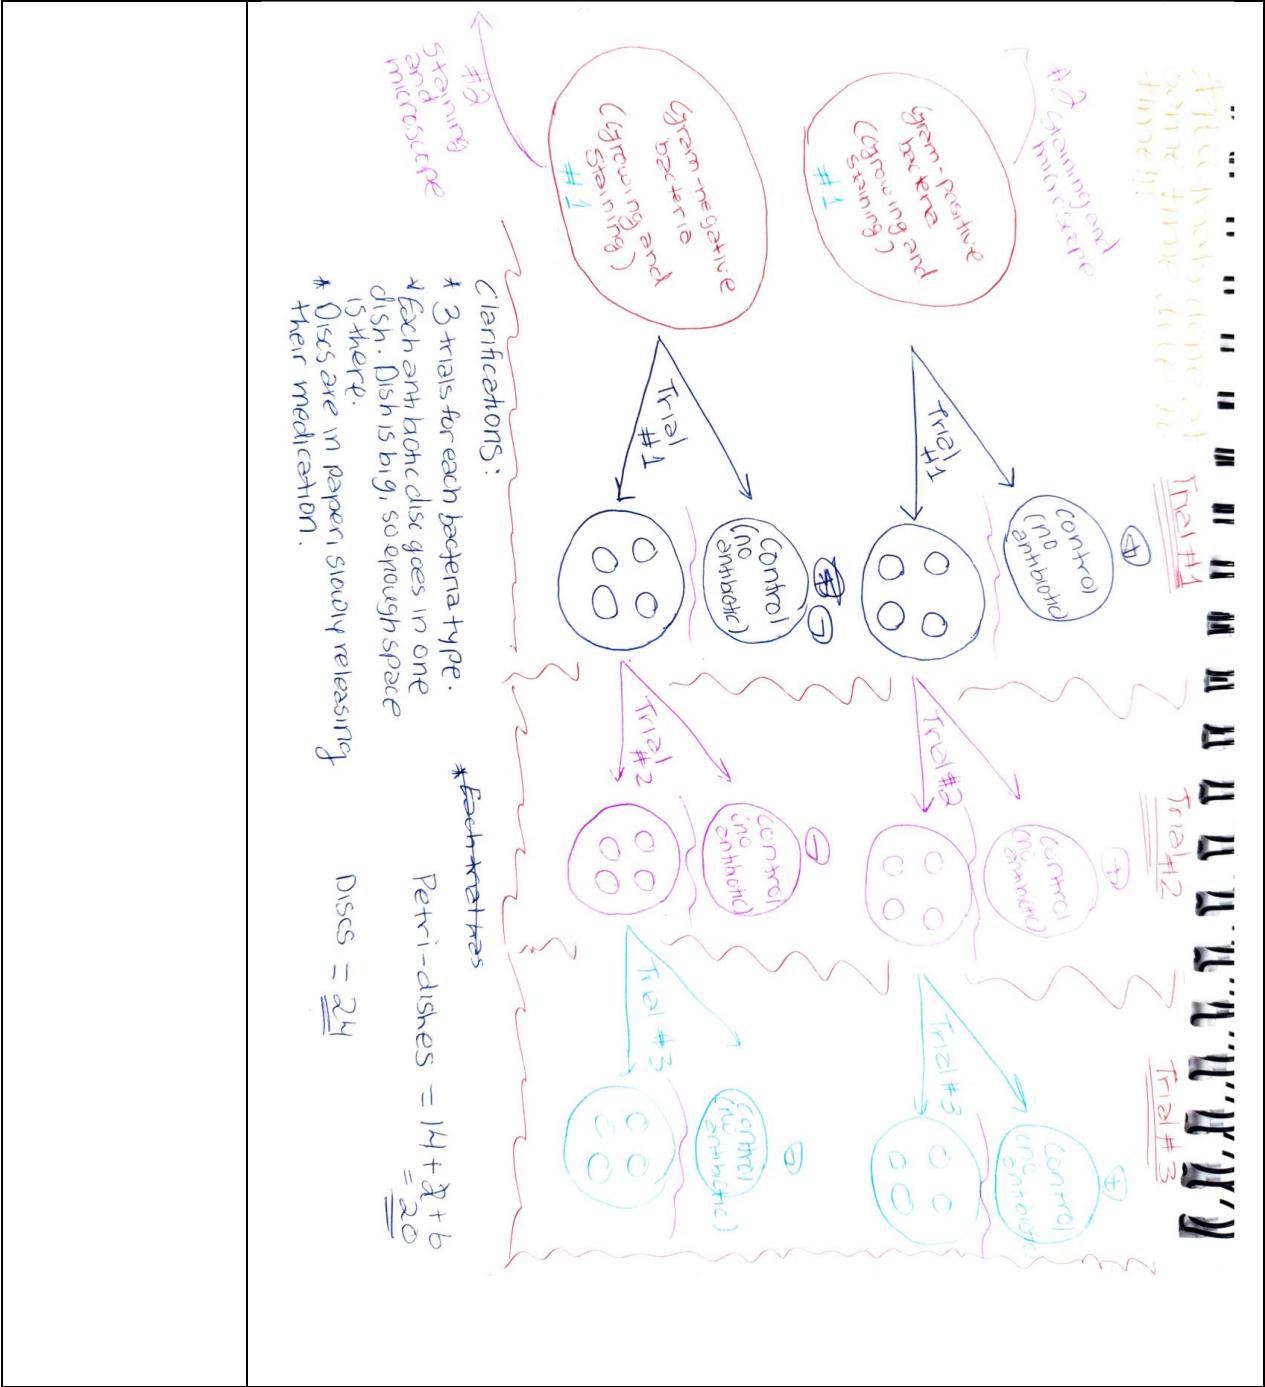 Trial #1
Trial #2
Trial #3
#2 staining and
microscope
Gram-positive
bacteria
(growing and
staining)
#1
Trial
#1
+
Control
(no
antibiotic)
Trial #2
+
Control
(no
antibiotic)
Trial #3
+
Control
(no
antibiotic)
Gram-negative
bacteria
(growing and
staining)
#1
#2
staining
and
microscope
Trial
#1
-
Control
(no
antibiotic)
Trial
#2
-
Control
(no
antibiotic)
Trial #3
-
Control
(no
antibiotic)
Clarifications:
* 3 trials for each bacteria type.
* Each antibiotic disc goes in one
dish. Dish is big, so enough space
is there.
* Discs are in paper; slowly releasing
their medication.
* Each trial has
Petri-dishes = 14 + 2 + 6
= 20
Discs = 24